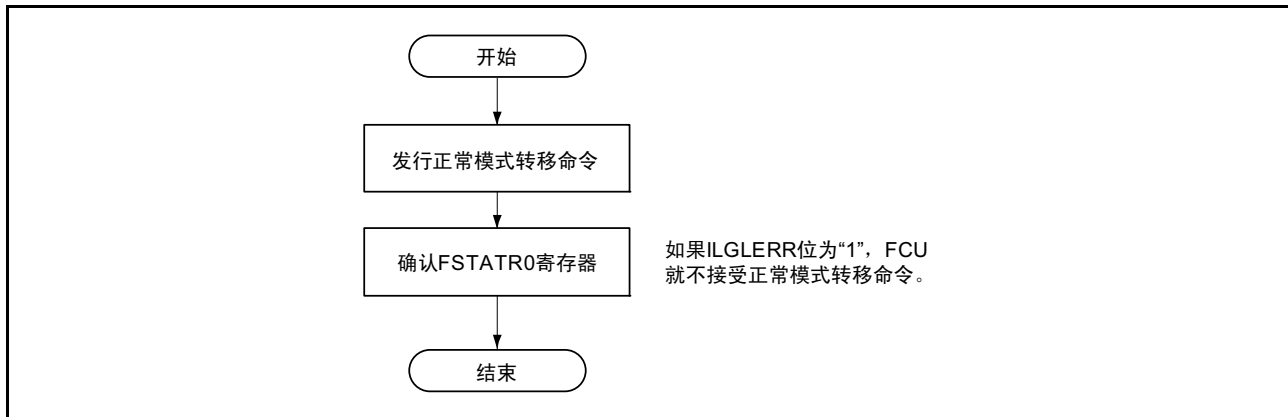 开始
发行正常模式转移命令
确认FSTATR0寄存器
如果ILGLERR位为“1”，FCU
就不接受正常模式转移命令。
结束